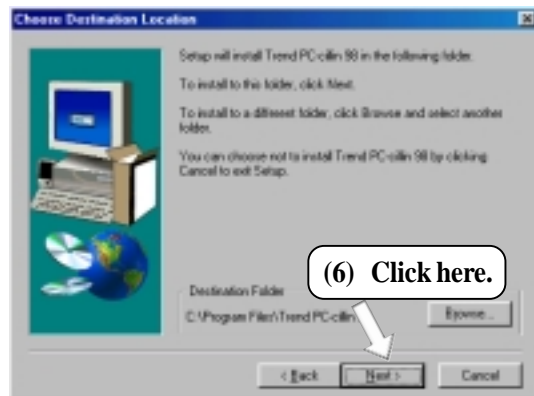 Choose Destination Location
Setup will install Trend PC-cillin 98 in the following folder.
To install to this folder, click Next.
To install to a different folder, click Browse and select another
folder.
You can choose not to install Trend PC-cillin 98 by clicking
Cancel to exit Setup.
(6) Click here.
Destination Folder
C:\Program Files\Trend PC-cillin
Browse...
< Back
Next >
Cancel